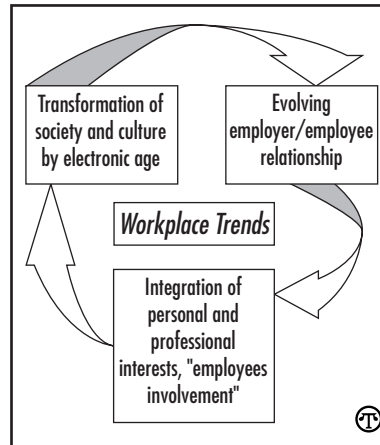 Transformation of
society and culture
by electronic age
Evolving
employer/employee
relationship
Workplace Trends
Integration of
personal and
professional
interests, "employees
involvement"